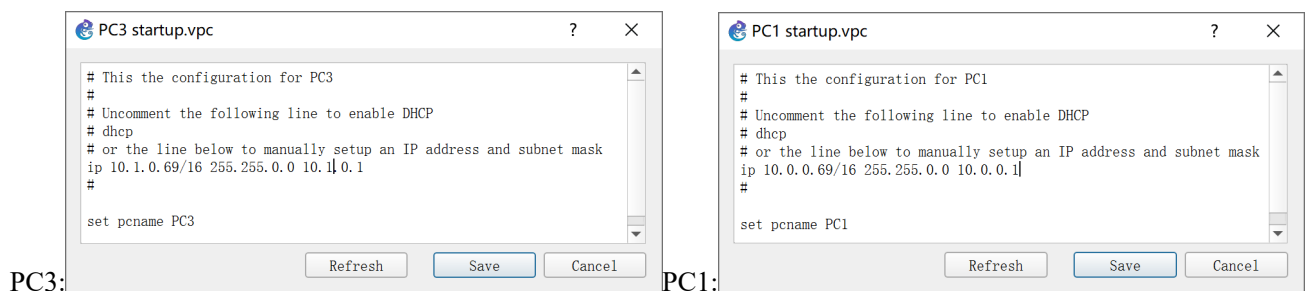 PC3 startup.vpc
# This the configuration for PC3
#
# Uncomment the following line to enable DHCP
# dhcp
# or the line below to manually setup an IP address and subnet mask
ip 10.1.0.69/16 255.255.0.0 10.1.0.1
#
set pcname PC3
Refresh
Save
Cancel
PC3:
PC1 startup.vpc
# This the configuration for PC1
#
# Uncomment the following line to enable DHCP
# dhcp
# or the line below to manually setup an IP address and subnet mask
ip 10.0.0.69/16 255.255.0.0 10.0.0.1
#
set pcname PC1
Refresh
Save
Cancel
PC1: